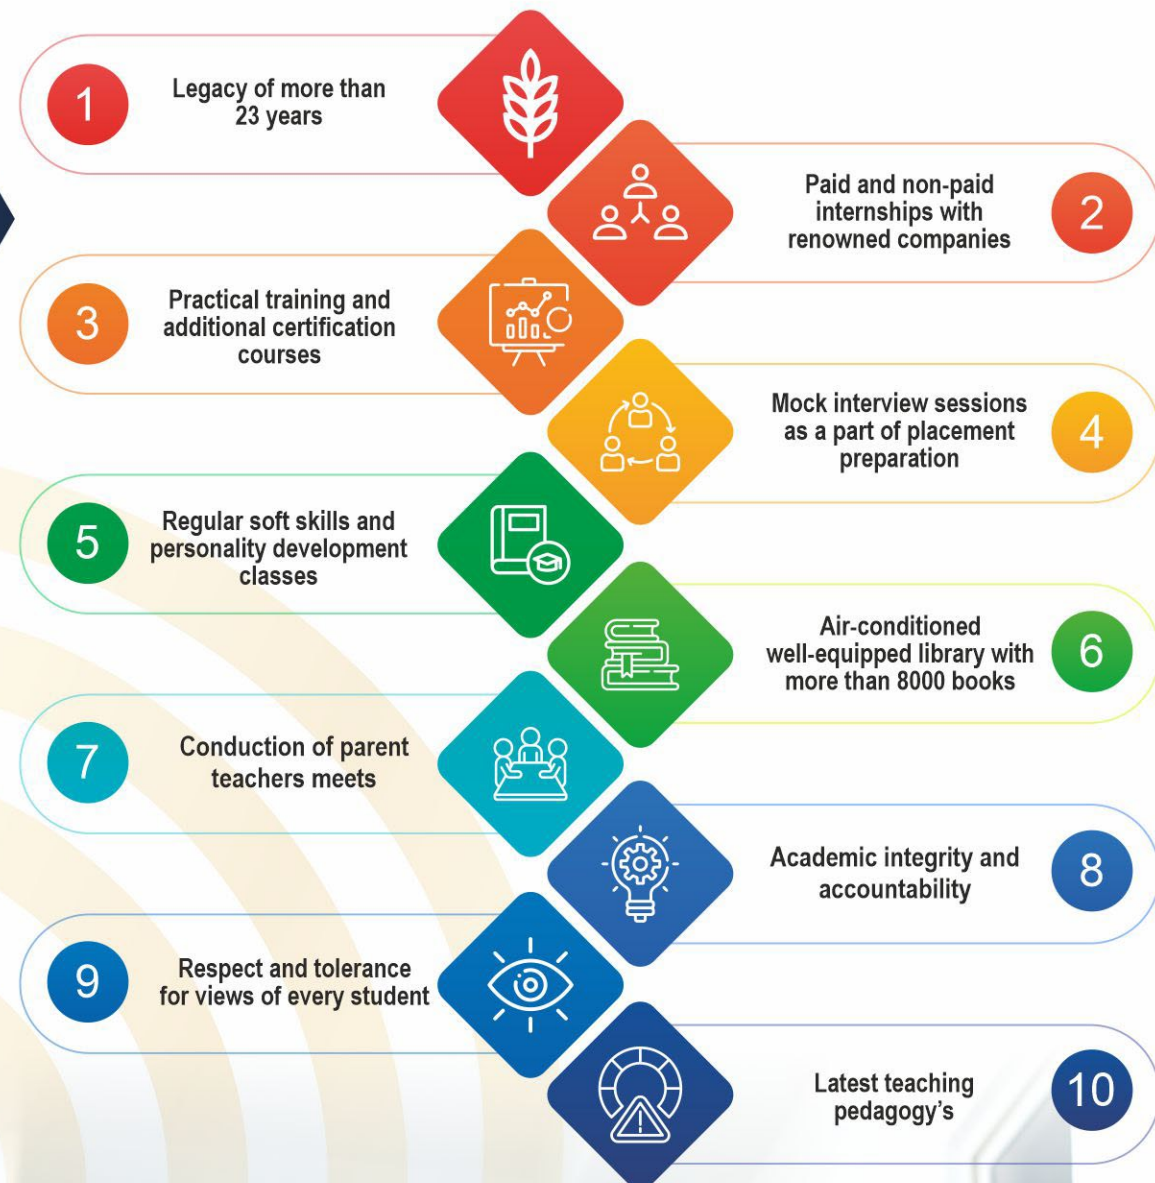 1
Legacy of more than
23 years
Paid and non-paid
internships with
renowned companies
2
3
Practical training and
additional certification
courses
Mock interview sessions
as a part of placement
preparation
4
5
Regular soft skills and
personality development
classes
Air-conditioned
well-equipped library with
more than 8000 books
6
7
Conduction of parent
teachers meets
Academic integrity and
accountability
8
9
Respect and tolerance
for views of every student
Latest teaching
pedagogy's
10